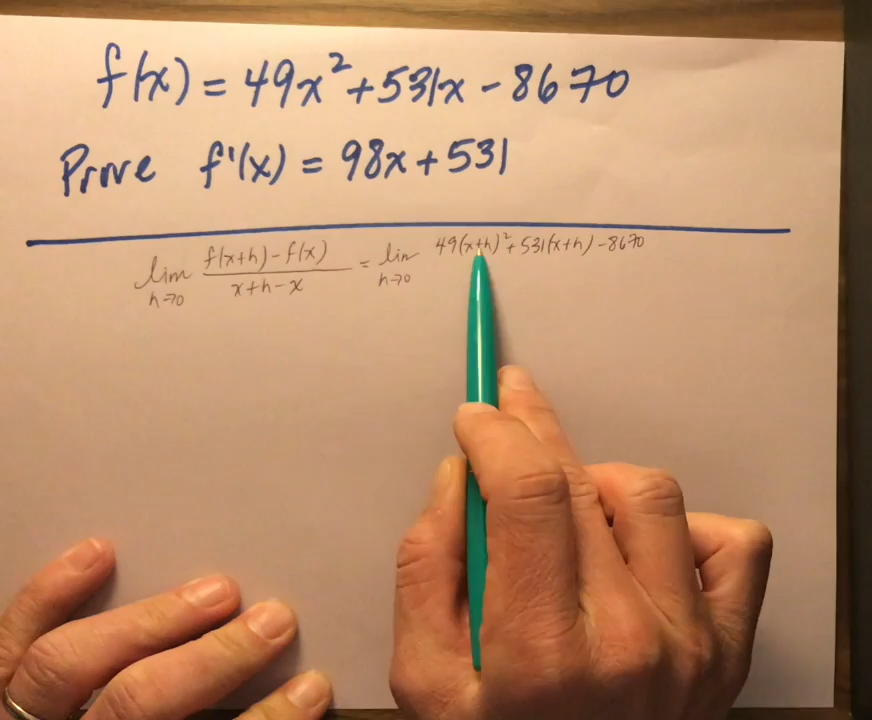 f(x) = 49x² + 531x - 8670
Prove f'(x) = 98x + 531
lim h→0 f(x+h) - f(x) / x+h-x = lim h→0 49(x+h)² + 531(x+h) - 8670